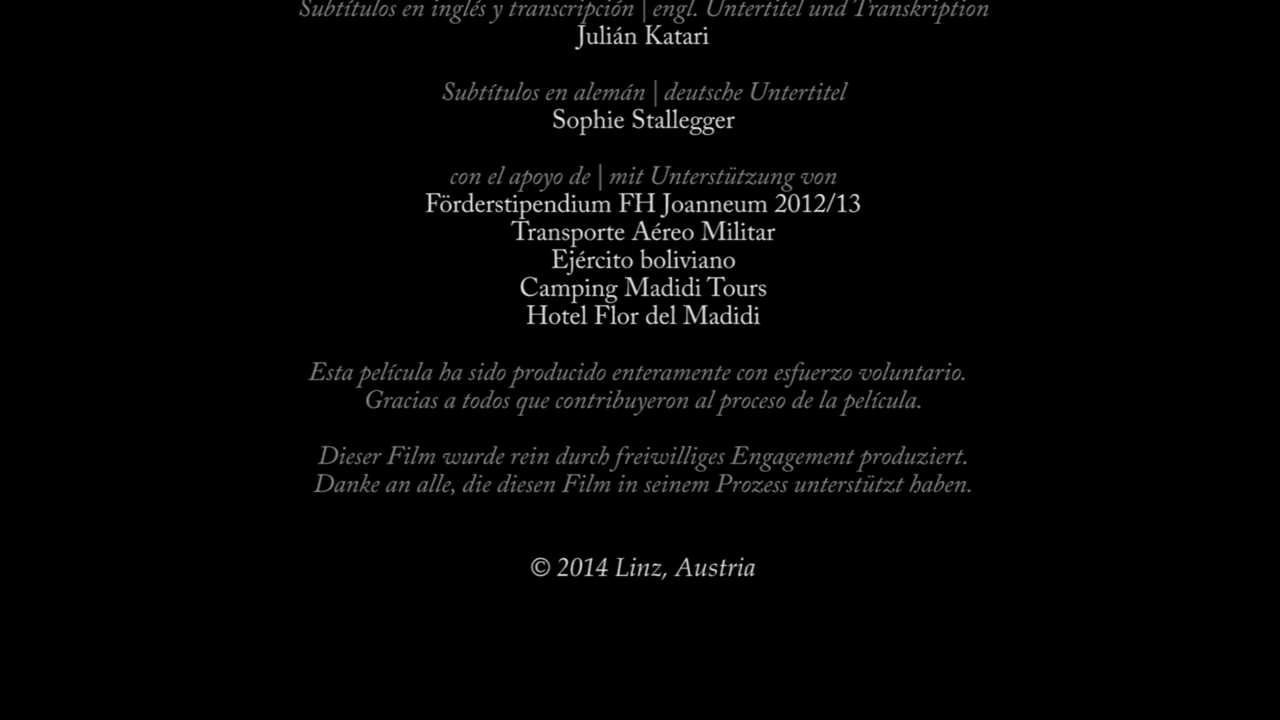 Subtítulos en inglés y transcripción | engl. Untertitel und Transkription
Julián Katari
Subtítulos en alemán | deutsche Untertitel
Sophie Stallegger
con el apoyo de | mit Unterstützung von
Förderstipendium FH Joanneum 2012/13
Transporte Aéreo Militar
Ejército boliviano
Camping Madidi Tours
Hotel Flor del Madidi
Esta película ha sido producido enteramente con esfuerzo voluntario.
Gracias a todos que contribuyeron al proceso de la película.
Dieser Film wurde rein durch freiwilliges Engagement produziert.
Danke an alle, die diesen Film in seinem Prozess unterstützt haben.
© 2014 Linz, Austria